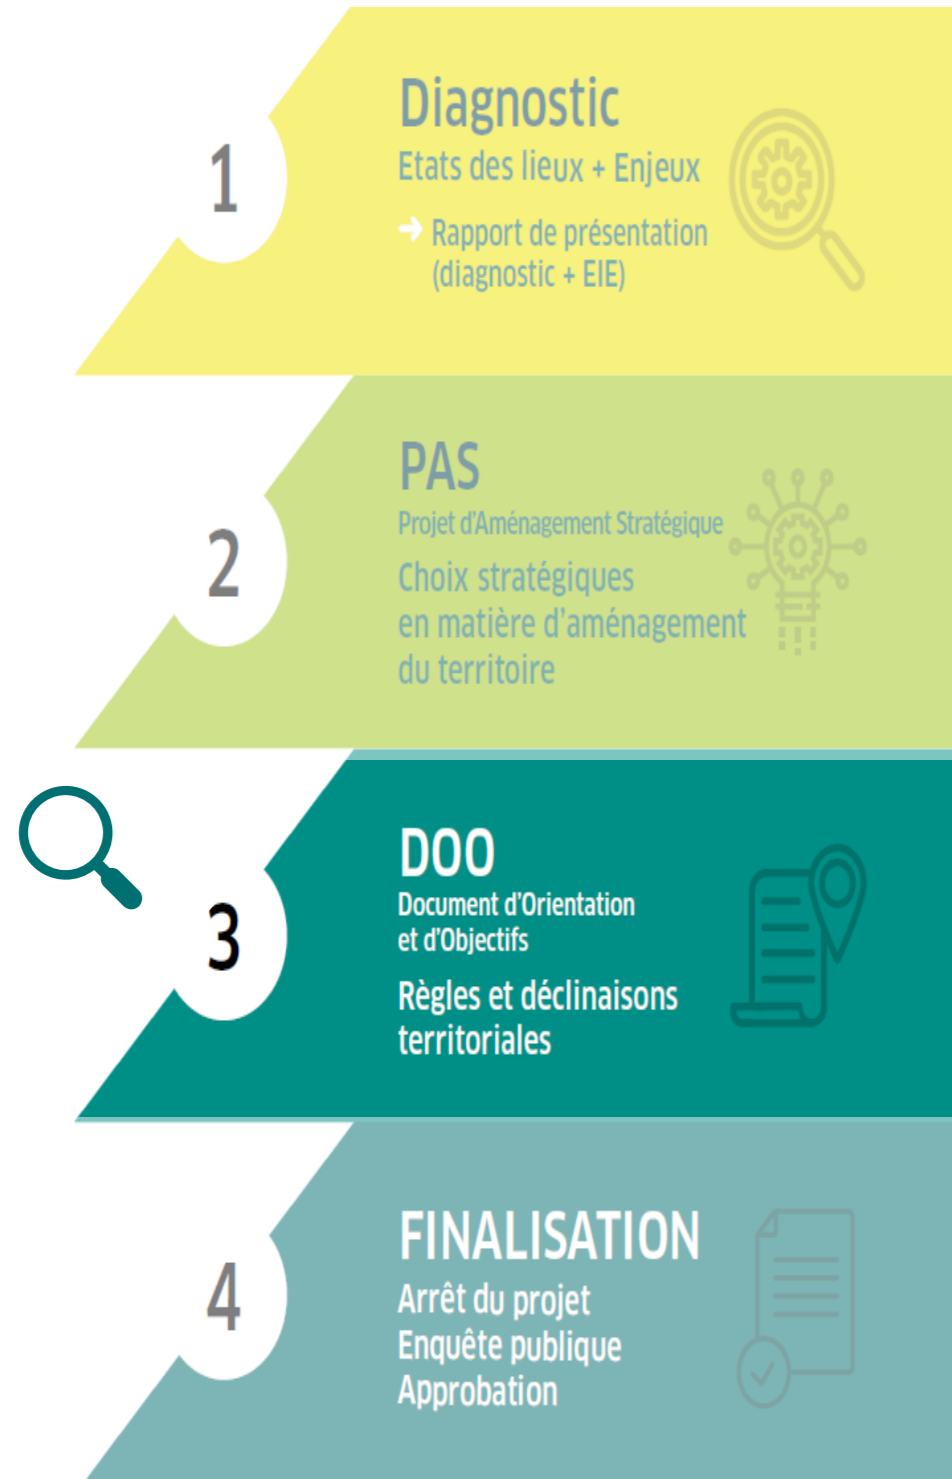 1
Diagnostic
Etats des lieux + Enjeux
Rapport de présentation
(diagnostic + EIE)
2
PAS
Projet d'Aménagement Stratégique
Choix stratégiques
en matière d'aménagement
du territoire
3
DOO
Document d'Orientation
et d'Objectifs
Règles et déclinaisons
territoriales
4
FINALISATION
Arrêt du projet
Enquête publique
Approbation